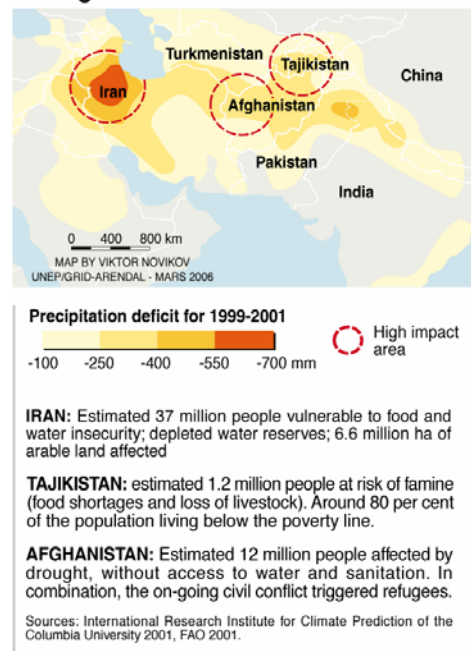 Turkmenistan
Tajikistan
China
Iran
Afghanistan
Pakistan
India
0 400 800 km
MAP BY VIKTOR NOVIKOV
UNEP/GRID-ARENDAL - MARS 2006
Precipitation deficit for 1999-2001
High impact
area
-100 -250 -400 -550 -700 mm
IRAN: Estimated 37 million people vulnerable to food and
water insecurity; depleted water reserves; 6.6 million ha of
arable land affected
TAJIKISTAN: estimated 1.2 million people at risk of famine
(food shortages and loss of livestock). Around 80 per cent
of the population living below the poverty line.
AFGHANISTAN: Estimated 12 million people affected by
drought, without access to water and sanitation. In
combination, the on-going civil conflict triggered refugees.
Sources: International Research Institute for Climate Prediction of the
Columbia University 2001, FAO 2001.